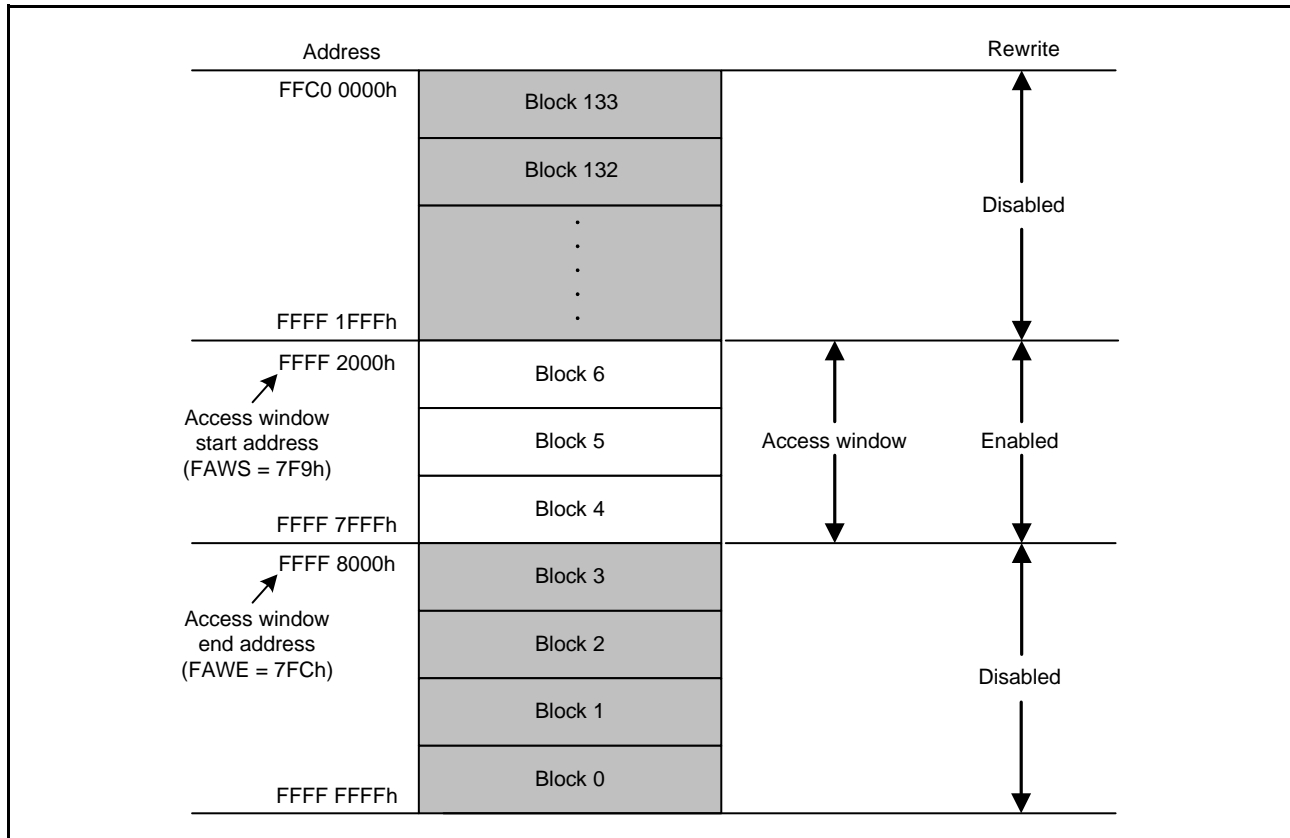 Address
Rewrite
FFC0 0000h
Block 133
Block 132
Disabled
FFFF 1FFFh
FFFF 2000h
Block 6
Access window
start address
(FAWS = 7F9h)
Block 5
Access window
Enabled
Block 4
FFFF 7FFFh
FFFF 8000h
Block 3
Access window
end address
(FAWE = 7FCh)
Block 2
Disabled
Block 1
Block 0
FFFF FFFFh